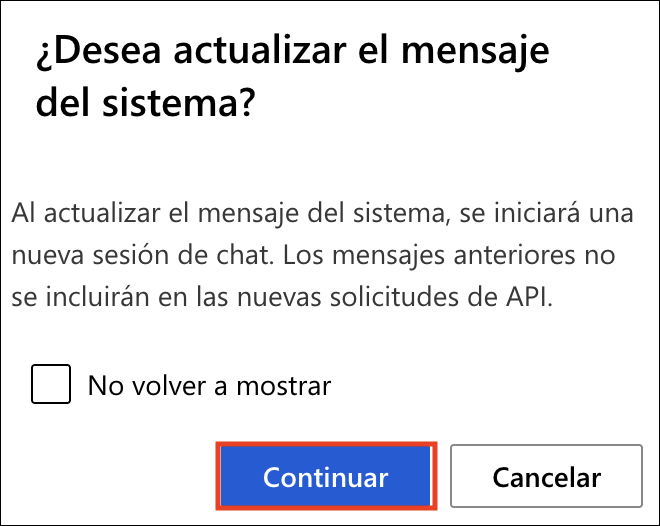 ¿Desea actualizar el mensaje
del sistema?
Al actualizar el mensaje del sistema, se iniciará una
nueva sesión de chat. Los mensajes anteriores no
se incluirán en las nuevas solicitudes de API.
No volver a mostrar
Continuar
Cancelar